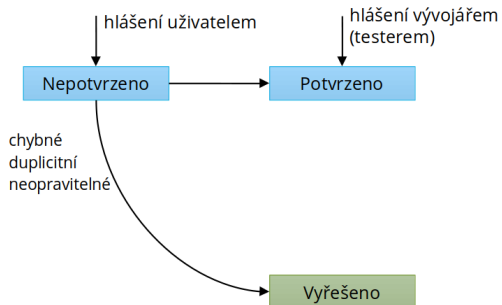 hlášení uživatelem
hlášení vývojářem
(testerem)
Nepotvrzeno
Potvrzeno
chybné
duplicitní
neopravitelné
Vyřešeno